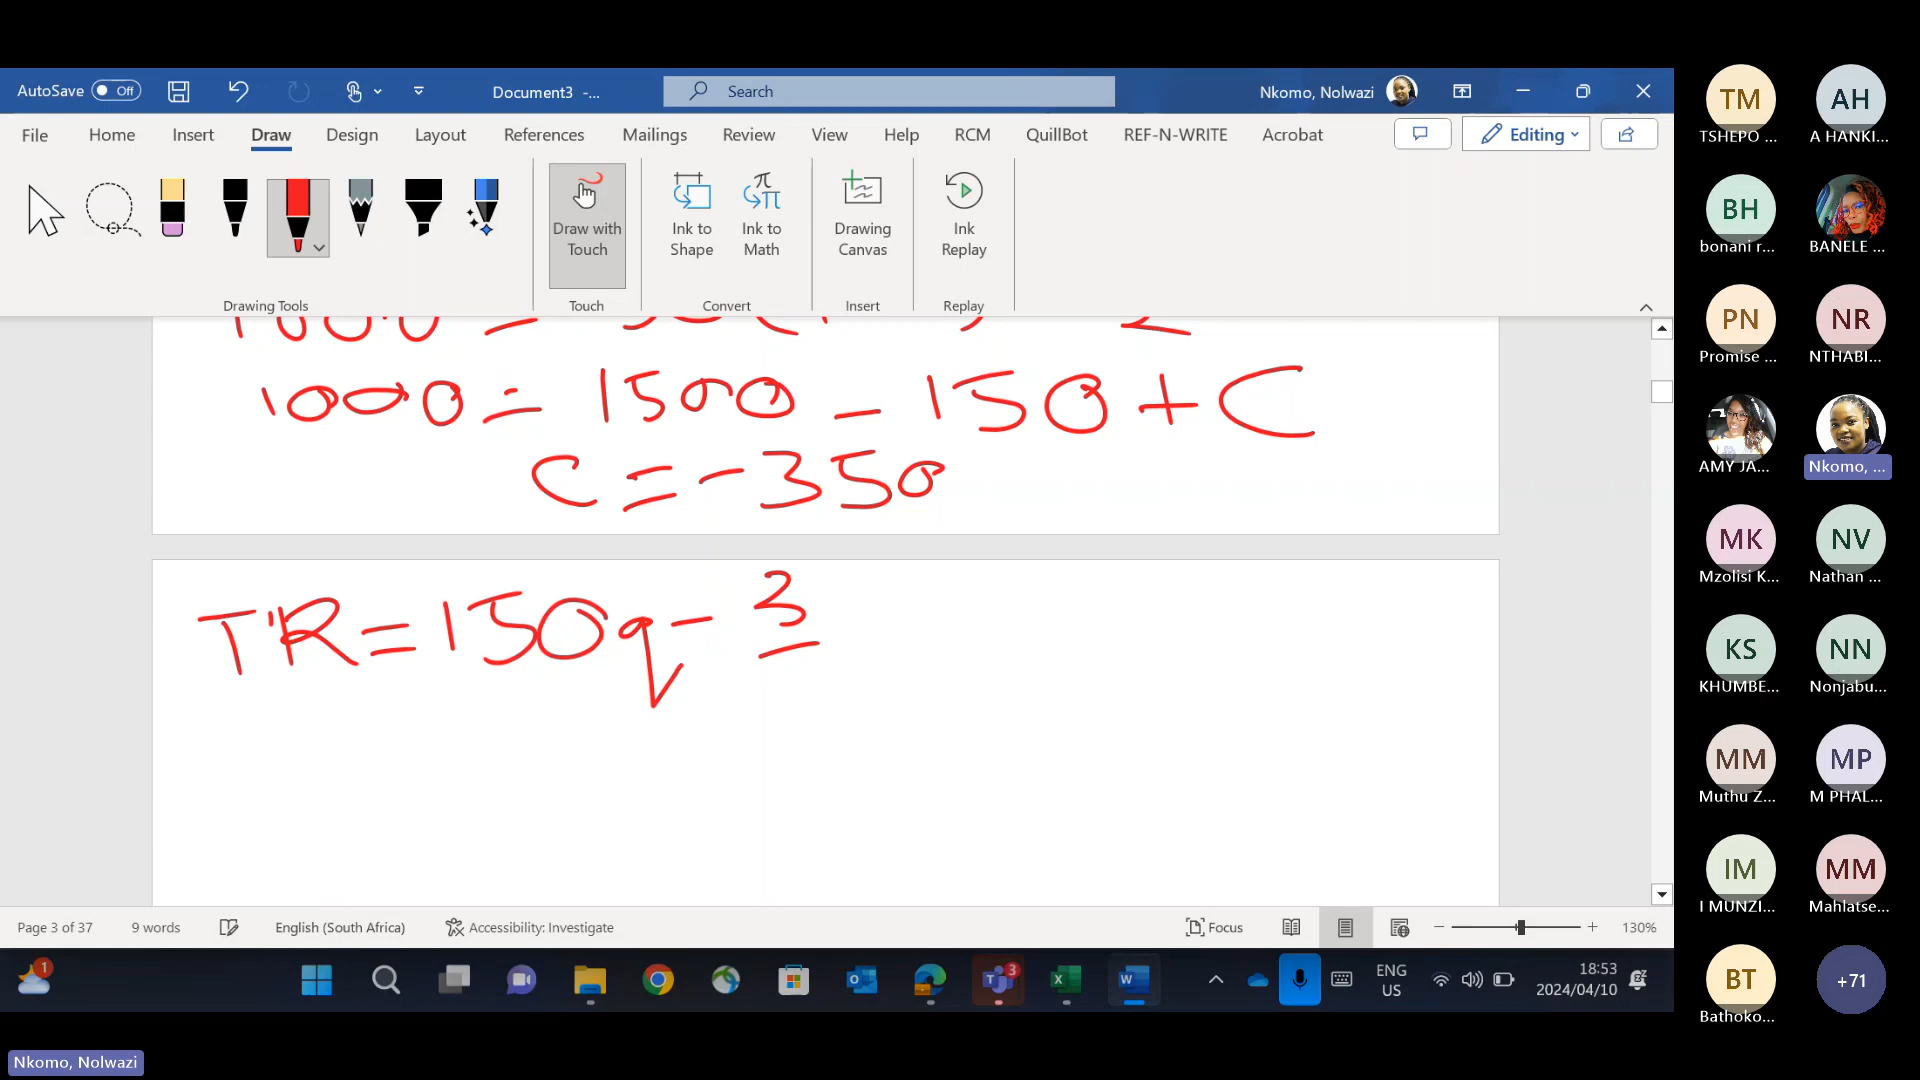 AutoSave Off Document3 -... Search Nkomo, Nolwazi
File Home Insert Draw Design Layout References Mailings Review View Help RCM QuillBot REF-N-WRITE Acrobat Editing
Draw with Touch
Ink to Shape
Ink to Math
Drawing Canvas
Ink Replay
Drawing Tools Touch Convert Insert Replay
1000 = 1500 - 150 + C
C = -350
TR = 150q - 3
Page 3 of 37 9 words English (South Africa) Accessibility: Investigate Focus 130%
1 3 ENG US 18:53 2024/04/10
Nkomo, Nolwazi
TM AH
TSHEPO ... A HANKI...
BH
bonani r... BANELE ...
PN NR
Promise ... NTHABI...
AMY JA... Nkomo, ...
MK NV
Mzolisi K... Nathan ...
KS NN
KHUMBE... Nonjabu...
MM MP
Muthu Z... M PHAL...
IM MM
I MUNZI... Mahlatse...
BT +71
Bathoko...